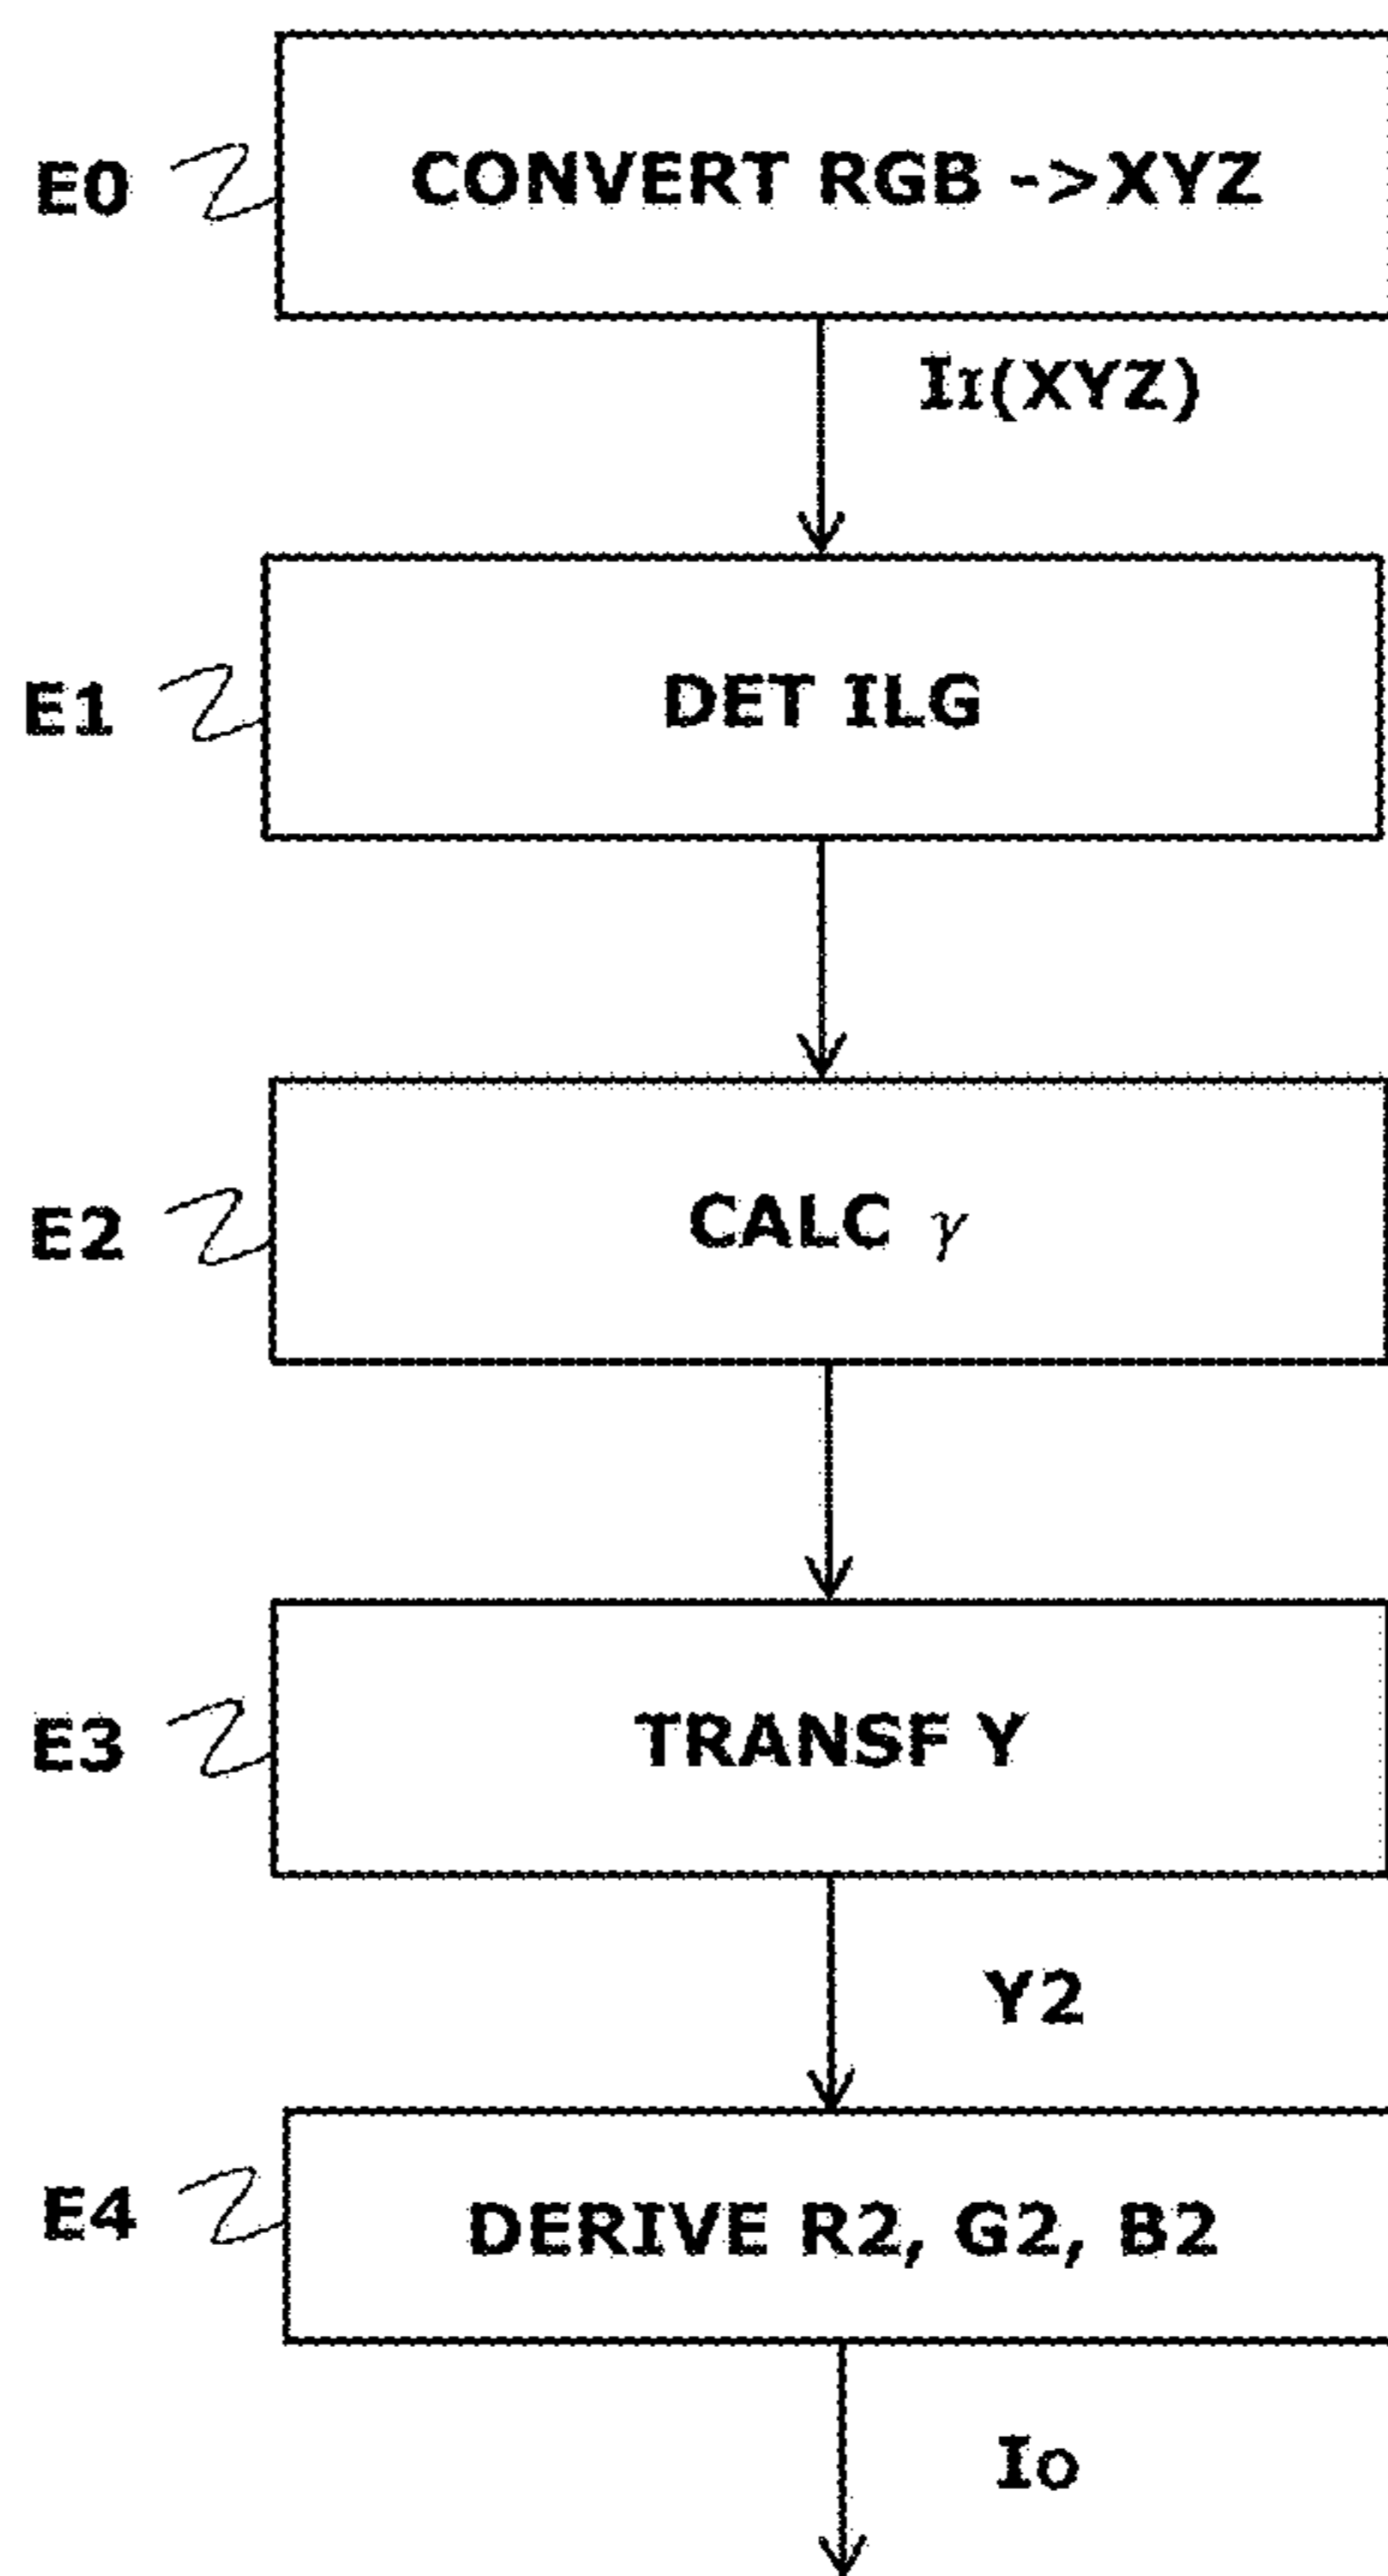 E0 CONVERT RGB ->XYZ
II(XYZ)
E1 DET ILG
E2 CALC γ
E3 TRANSF Y
Y2
E4 DERIVE R2, G2, B2
IO